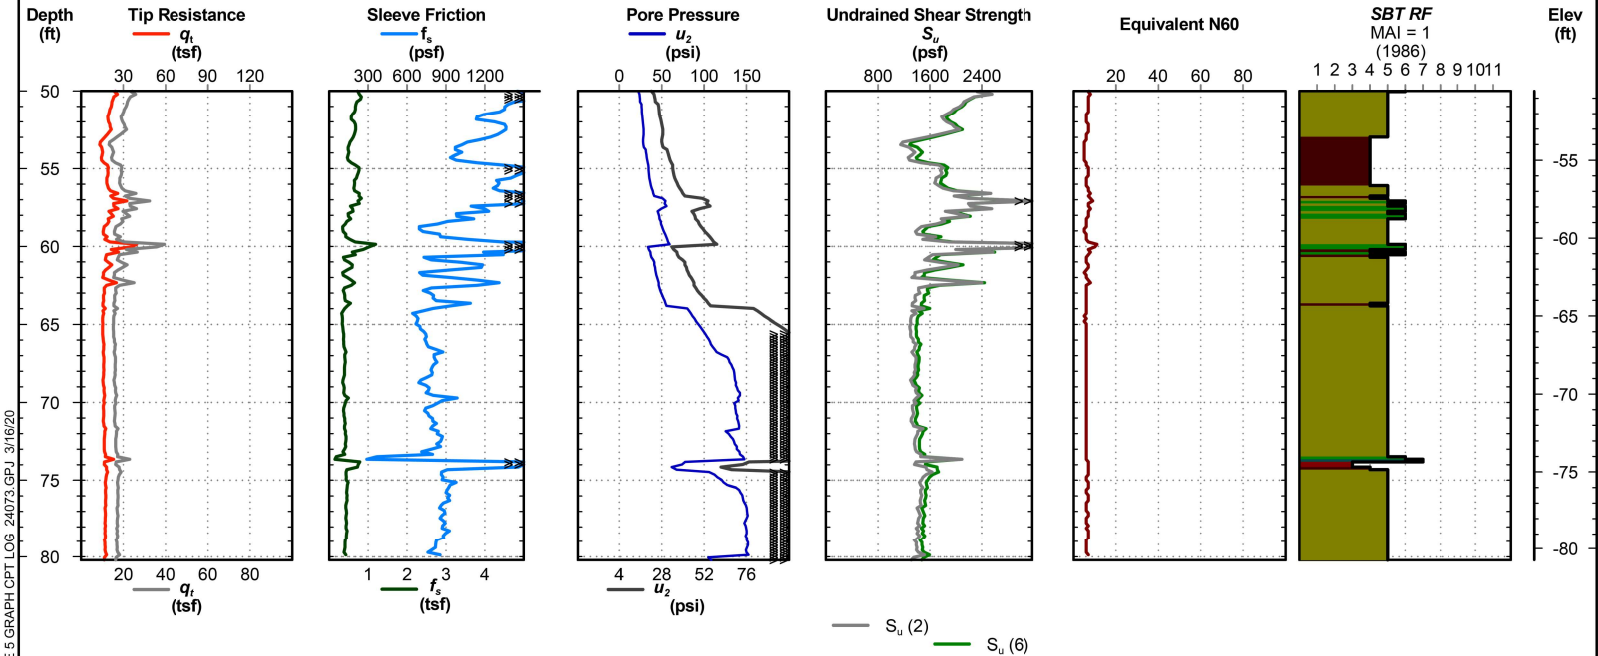 Depth
(ft)
Tip Resistance
qt
(tsf)
30 60 90 120
Sleeve Friction
fs
(psf)
300 600 900 1200
Pore Pressure
u2
(psi)
0 50 100 150
Undrained Shear Strength
Su
(psf)
800 1600 2400
Equivalent N60
20 40 60 80
SBT RF
MAI = 1
(1986)
1 2 3 4 5 6 7 8 9 10 11
Elev
(ft)
50
55
60
65
70
75
80
-55
-60
-65
-70
-75
-80
20 40 60 80
qt
(tsf)
1 2 3 4
fs
(tsf)
4 28 52 76
u2
(psi)
Su (2)
Su (6)
E 5 GRAPH CPT LOG 24073.GPJ 3/16/20